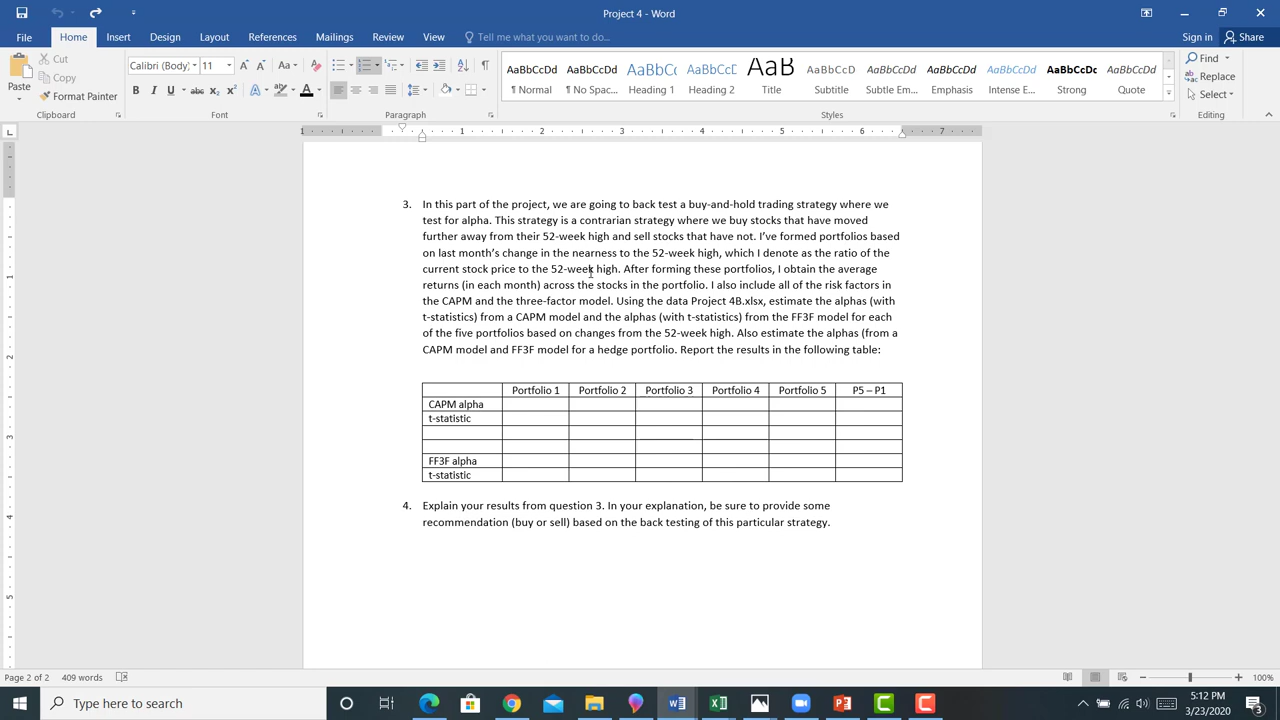 Project 4 - Word
Sign in
Share
File
Home
Insert
Design
Layout
References
Mailings
Review
View
Tell me what you want to do...
Paste
Cut
Copy
Format Painter
Clipboard
Calibri (Body)
11
Font
Paragraph
AaBbCcDd
¶ Normal
AaBbCcDd
¶ No Spac...
AaBbCc
Heading 1
AaBbCcD
Heading 2
AaB
Title
AaBbCcD
Subtitle
AaBbCcDd
Subtle Em...
AaBbCcDd
Emphasis
AaBbCcDd
Intense E...
AaBbCcDc
Strong
AaBbCcDd
Quote
Styles
Find
Replace
Select
Editing
1 1 2 3 4 5 6 7
3. In this part of the project, we are going to back test a buy-and-hold trading strategy where we
test for alpha. This strategy is a contrarian strategy where we buy stocks that have moved
further away from their 52-week high and sell stocks that have not. I've formed portfolios based
on last month's change in the nearness to the 52-week high, which I denote as the ratio of the
current stock price to the 52-week high. After forming these portfolios, I obtain the average
returns (in each month) across the stocks in the portfolio. I also include all of the risk factors in
the CAPM and the three-factor model. Using the data Project 4B.xlsx, estimate the alphas (with
t-statistics) from a CAPM model and the alphas (with t-statistics) from the FF3F model for each
of the five portfolios based on changes from the 52-week high. Also estimate the alphas (from a
CAPM model and FF3F model for a hedge portfolio. Report the results in the following table:
Portfolio 1 Portfolio 2 Portfolio 3 Portfolio 4 Portfolio 5 P5 – P1
CAPM alpha
t-statistic
FF3F alpha
t-statistic
4. Explain your results from question 3. In your explanation, be sure to provide some
recommendation (buy or sell) based on the back testing of this particular strategy.
1
2
3
4
5
Page 2 of 2
409 words
100%
Type here to search
5:12 PM
3/23/2020
3